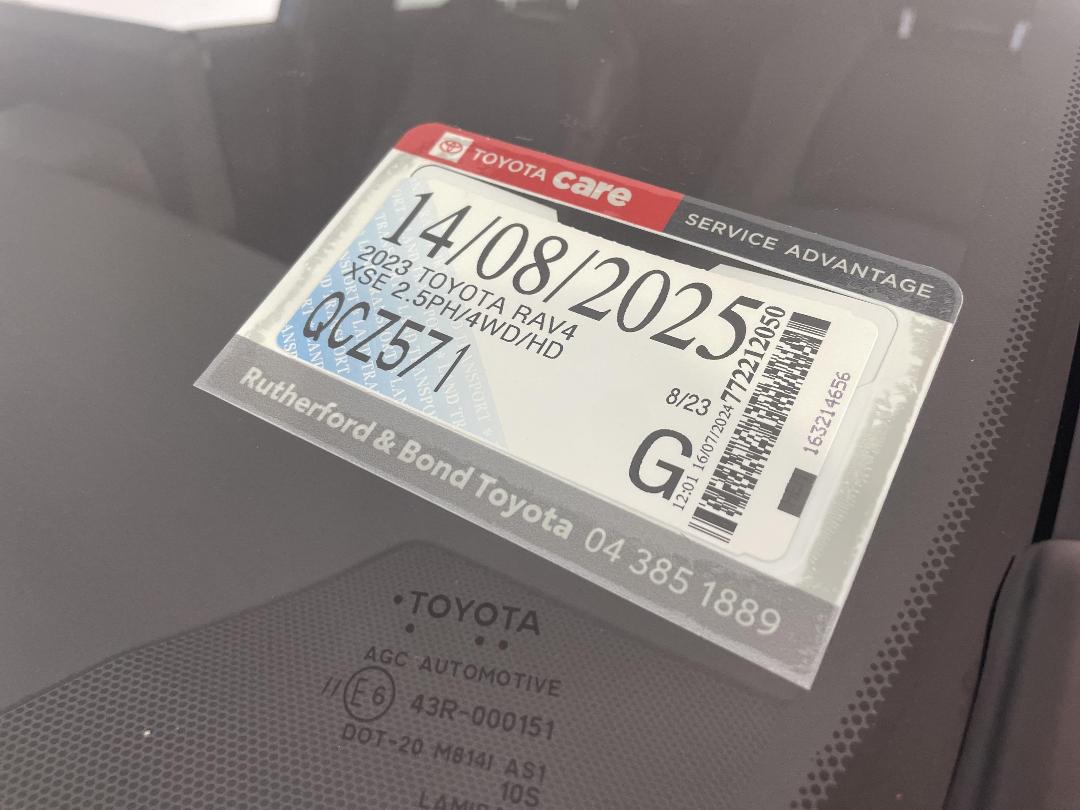 TOYOTA care SERVICE ADVANTAGE
14/08/2025
2023 TOYOTA RAV4
XSE 2.5PH/4WD/HD
QCZ571
8/23
G
12:01 16/07/2024
772212050
163214656
Rutherford & Bond Toyota 04 385 1889
TOYOTA
AGC AUTOMOTIVE
// E6 43R-000151
DOT-20 M814I AS1
10S